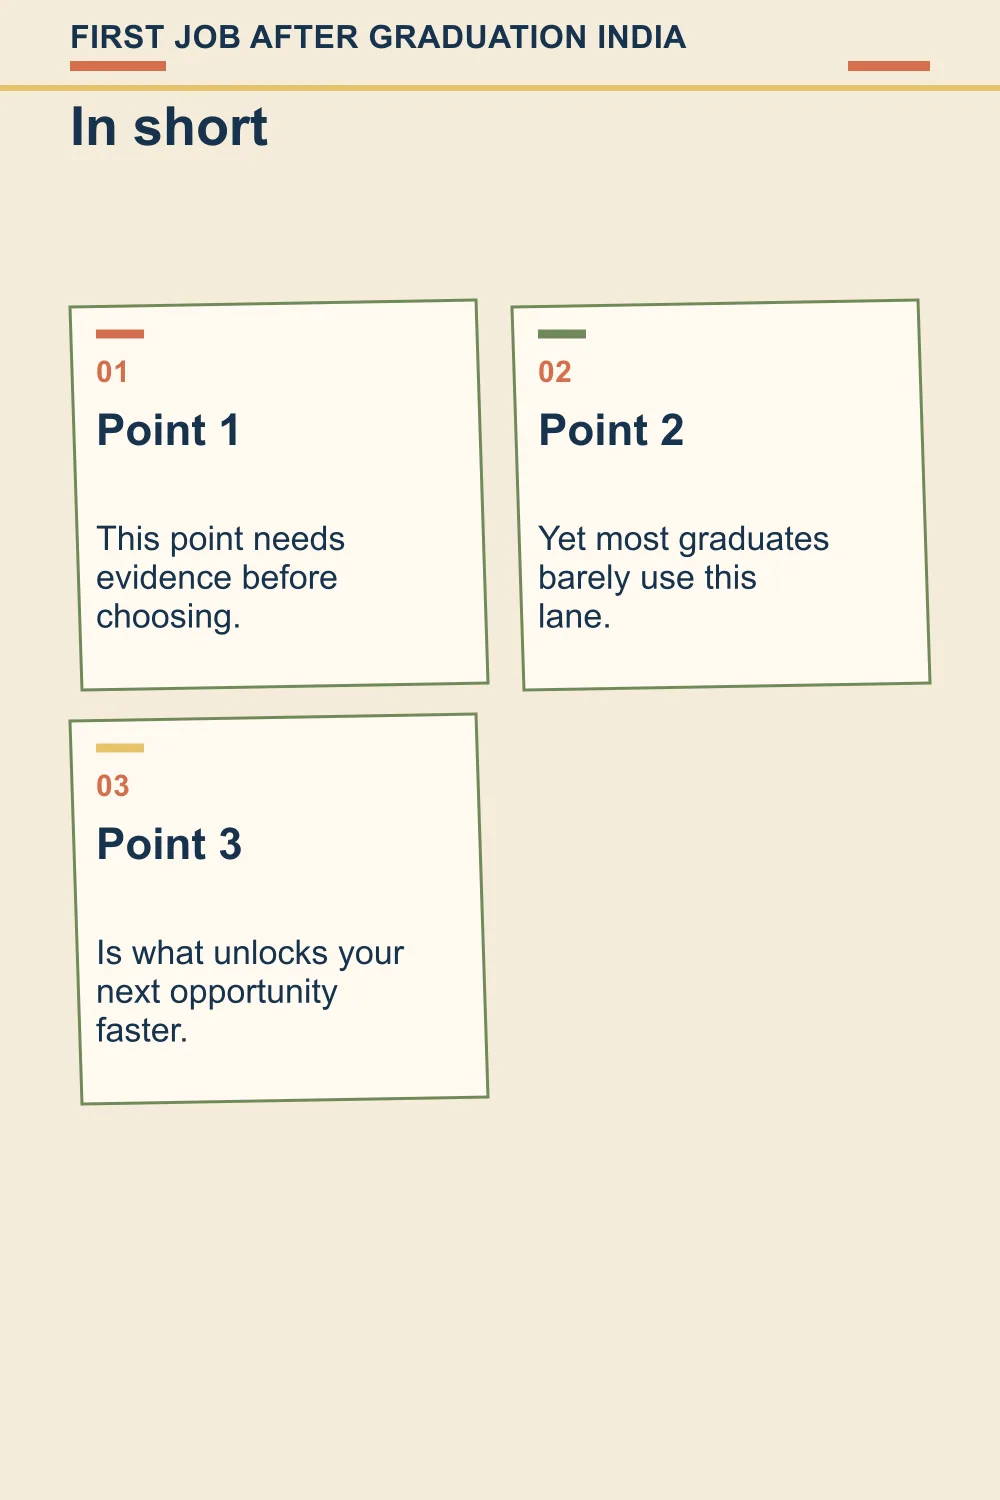 FIRST JOB AFTER GRADUATION INDIA
In short
01
Point 1
This point needs
evidence before
choosing.
02
Point 2
Yet most graduates
barely use this
lane.
03
Point 3
Is what unlocks your
next opportunity
faster.